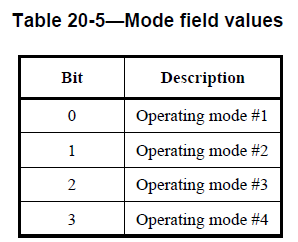 Table 20-5—Mode field values
Bit Description
0 Operating mode #1
1 Operating mode #2
2 Operating mode #3
3 Operating mode #4